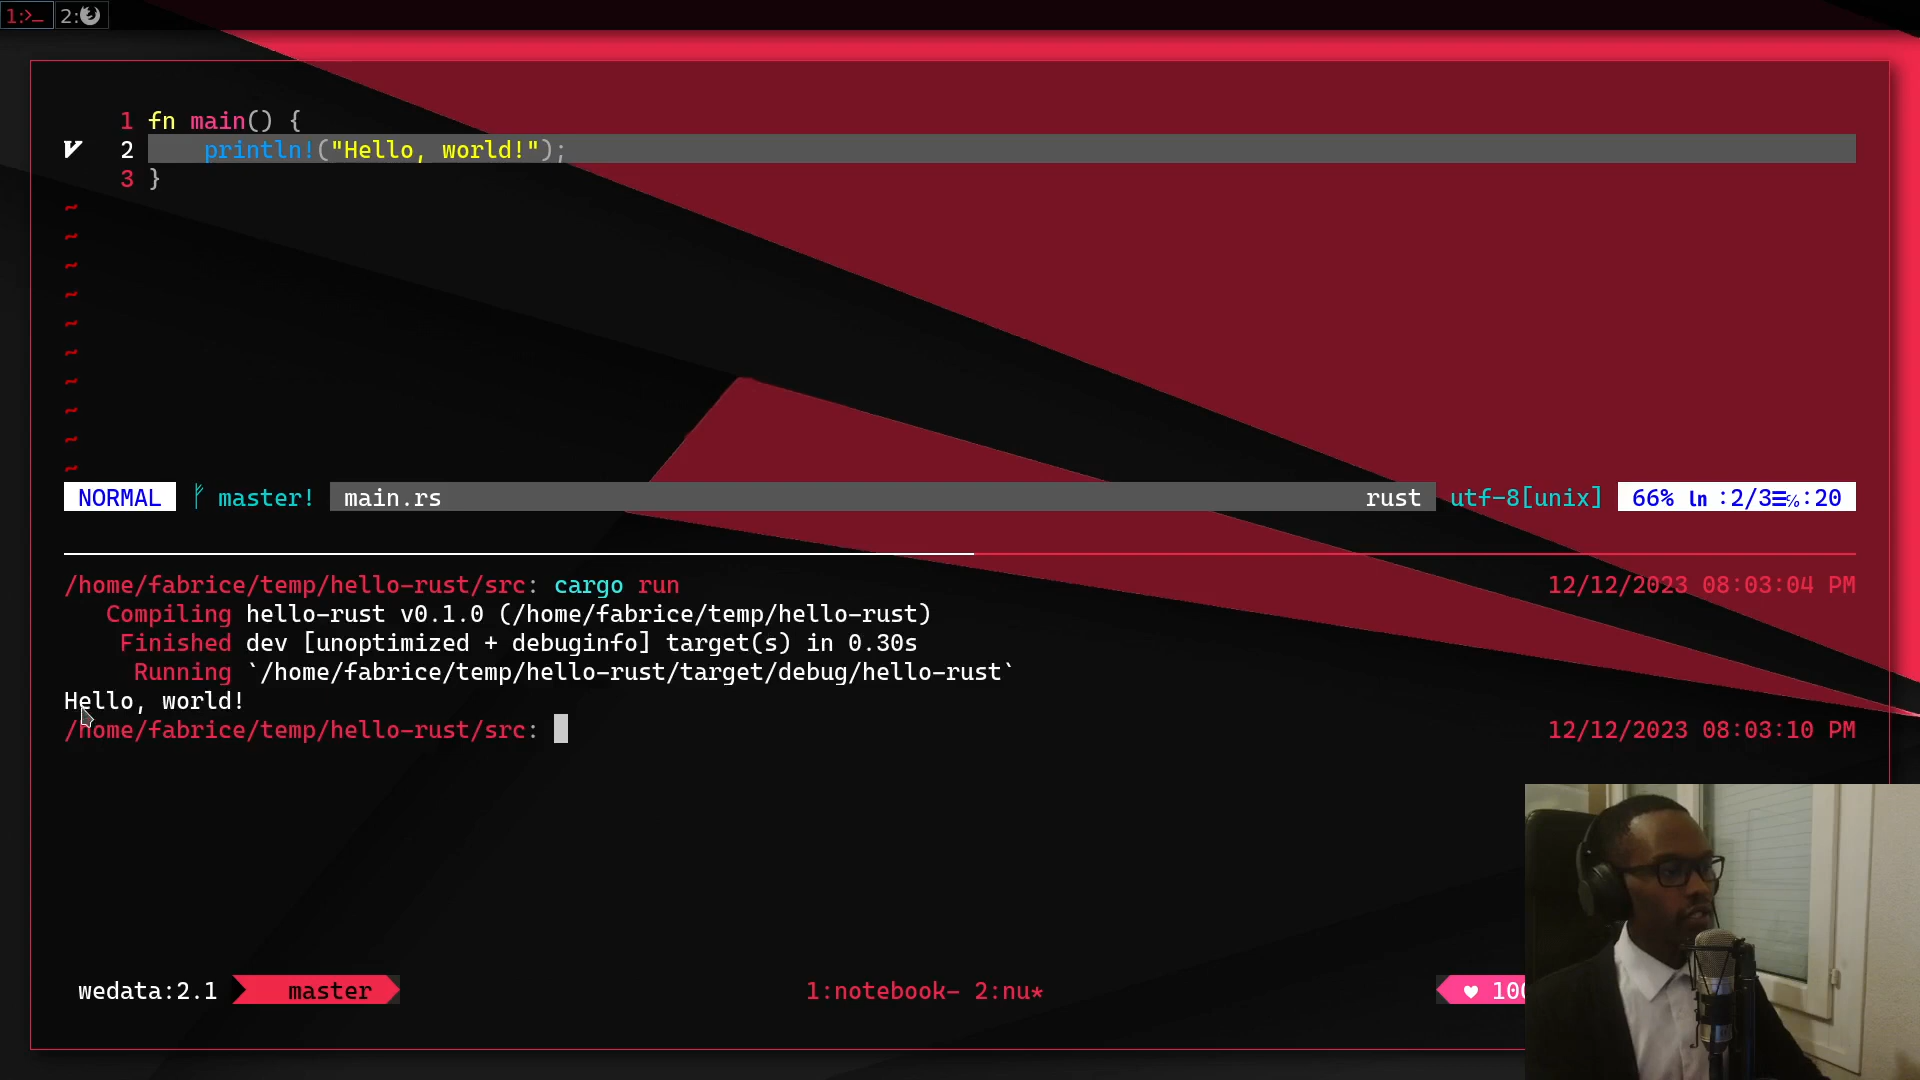 1:>_ 2:
1 fn main() {
2 println!("Hello, world!");
3 }
~
~
~
~
~
~
~
~
~
~
NORMAL master! main.rs rust utf-8[unix] 66% ln :2/3≡℅:20
/home/fabrice/temp/hello-rust/src: cargo run 12/12/2023 08:03:04 PM
Compiling hello-rust v0.1.0 (/home/fabrice/temp/hello-rust)
Finished dev [unoptimized + debuginfo] target(s) in 0.30s
Running `/home/fabrice/temp/hello-rust/target/debug/hello-rust`
Hello, world!
/home/fabrice/temp/hello-rust/src: 12/12/2023 08:03:10 PM
wedata:2.1 master 1:notebook- 2:nu* ♥